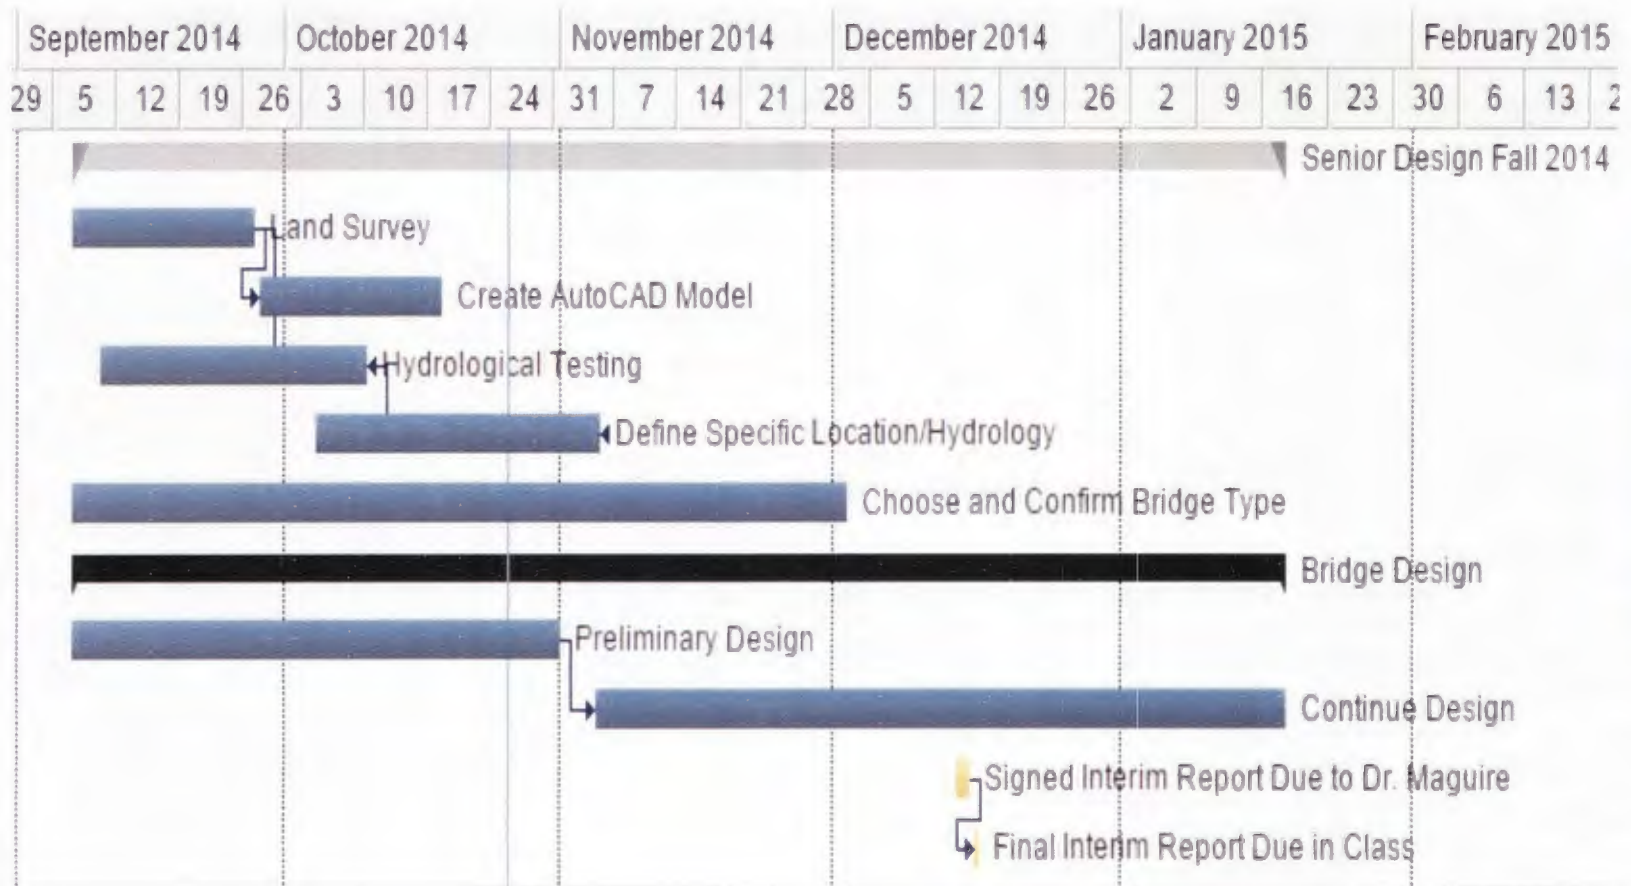 September 2014 October 2014 November 2014 December 2014 January 2015 February 2015
29 5 12 19 26 3 10 17 24 31 7 14 21 28 5 12 19 26 2 9 16 23 30 6 13 2
Senior Design Fall 2014
Land Survey
Create AutoCAD Model
Hydrological Testing
Define Specific Location/Hydrology
Choose and Confirm Bridge Type
Bridge Design
Preliminary Design
Continue Design
Signed Interim Report Due to Dr. Maguire
Final Interim Report Due in Class